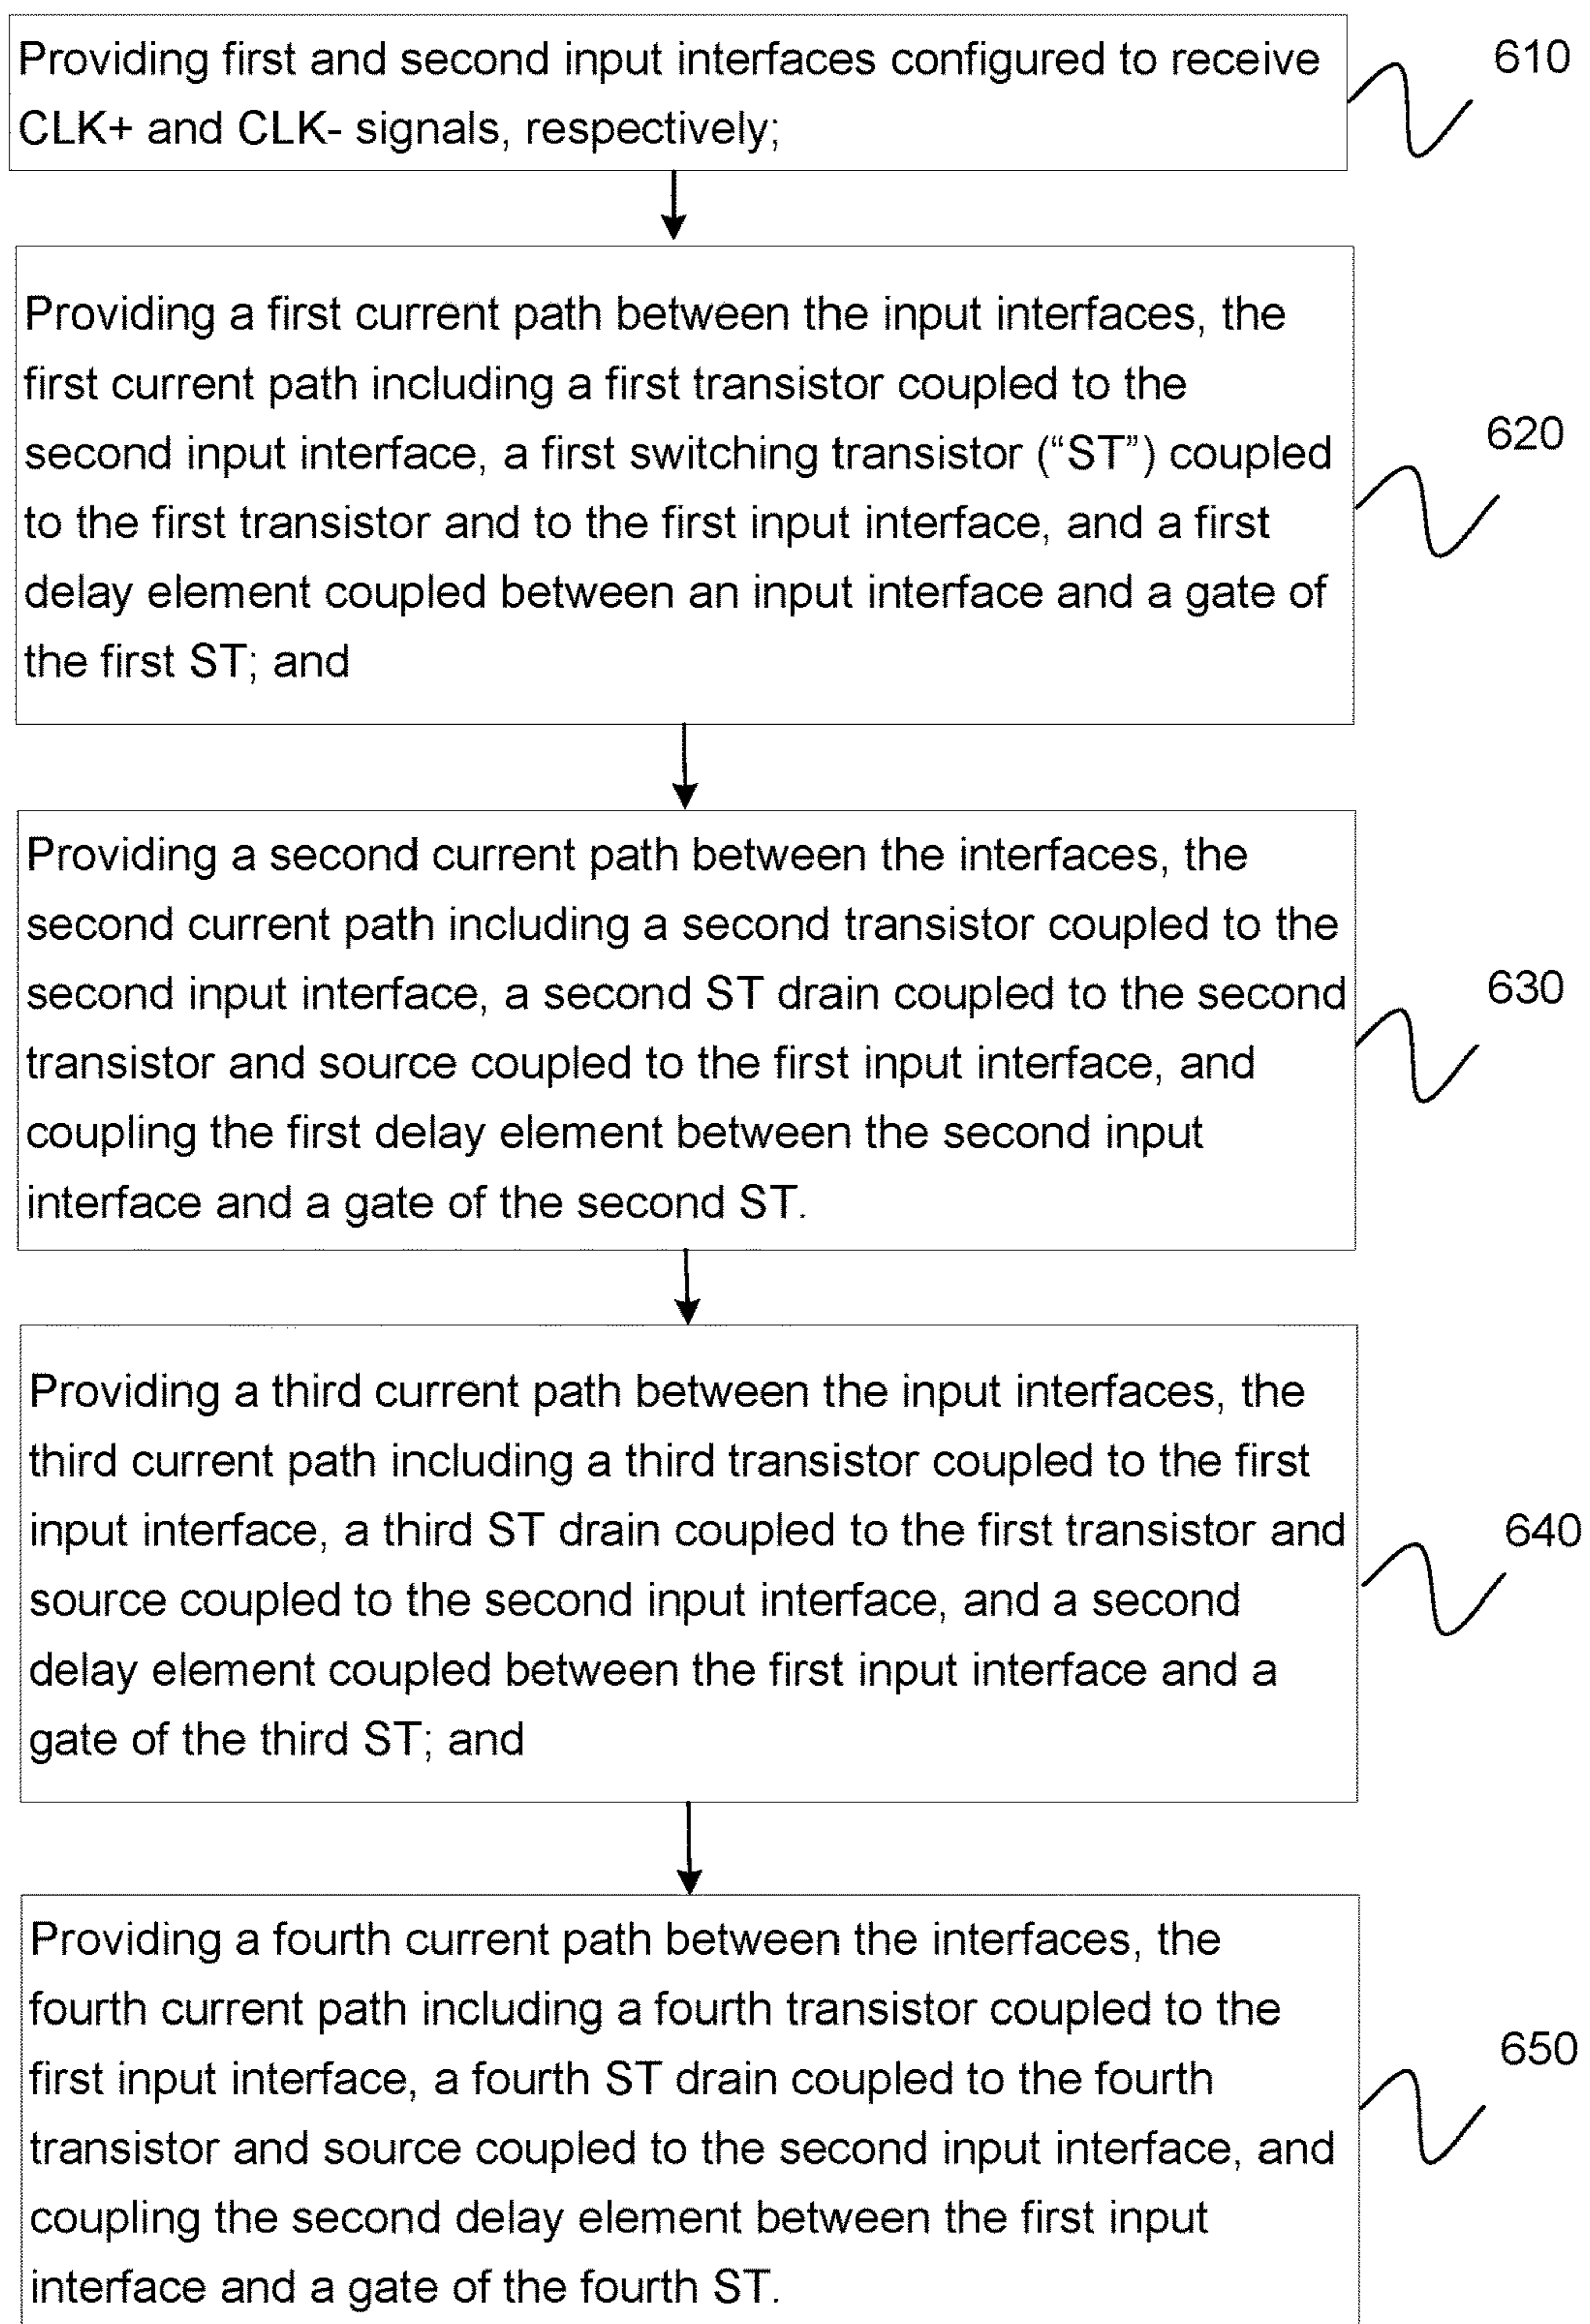 Providing first and second input interfaces configured to receive
CLK+ and CLK- signals, respectively;
610
Providing a first current path between the input interfaces, the
first current path including a first transistor coupled to the
second input interface, a first switching transistor (“ST”) coupled
to the first transistor and to the first input interface, and a first
delay element coupled between an input interface and a gate of
the first ST; and
620
Providing a second current path between the interfaces, the
second current path including a second transistor coupled to the
second input interface, a second ST drain coupled to the second
transistor and source coupled to the first input interface, and
coupling the first delay element between the second input
interface and a gate of the second ST.
630
Providing a third current path between the input interfaces, the
third current path including a third transistor coupled to the first
input interface, a third ST drain coupled to the first transistor and
source coupled to the second input interface, and a second
delay element coupled between the first input interface and a
gate of the third ST; and
640
Providing a fourth current path between the interfaces, the
fourth current path including a fourth transistor coupled to the
first input interface, a fourth ST drain coupled to the fourth
transistor and source coupled to the second input interface, and
coupling the second delay element between the first input
interface and a gate of the fourth ST.
650